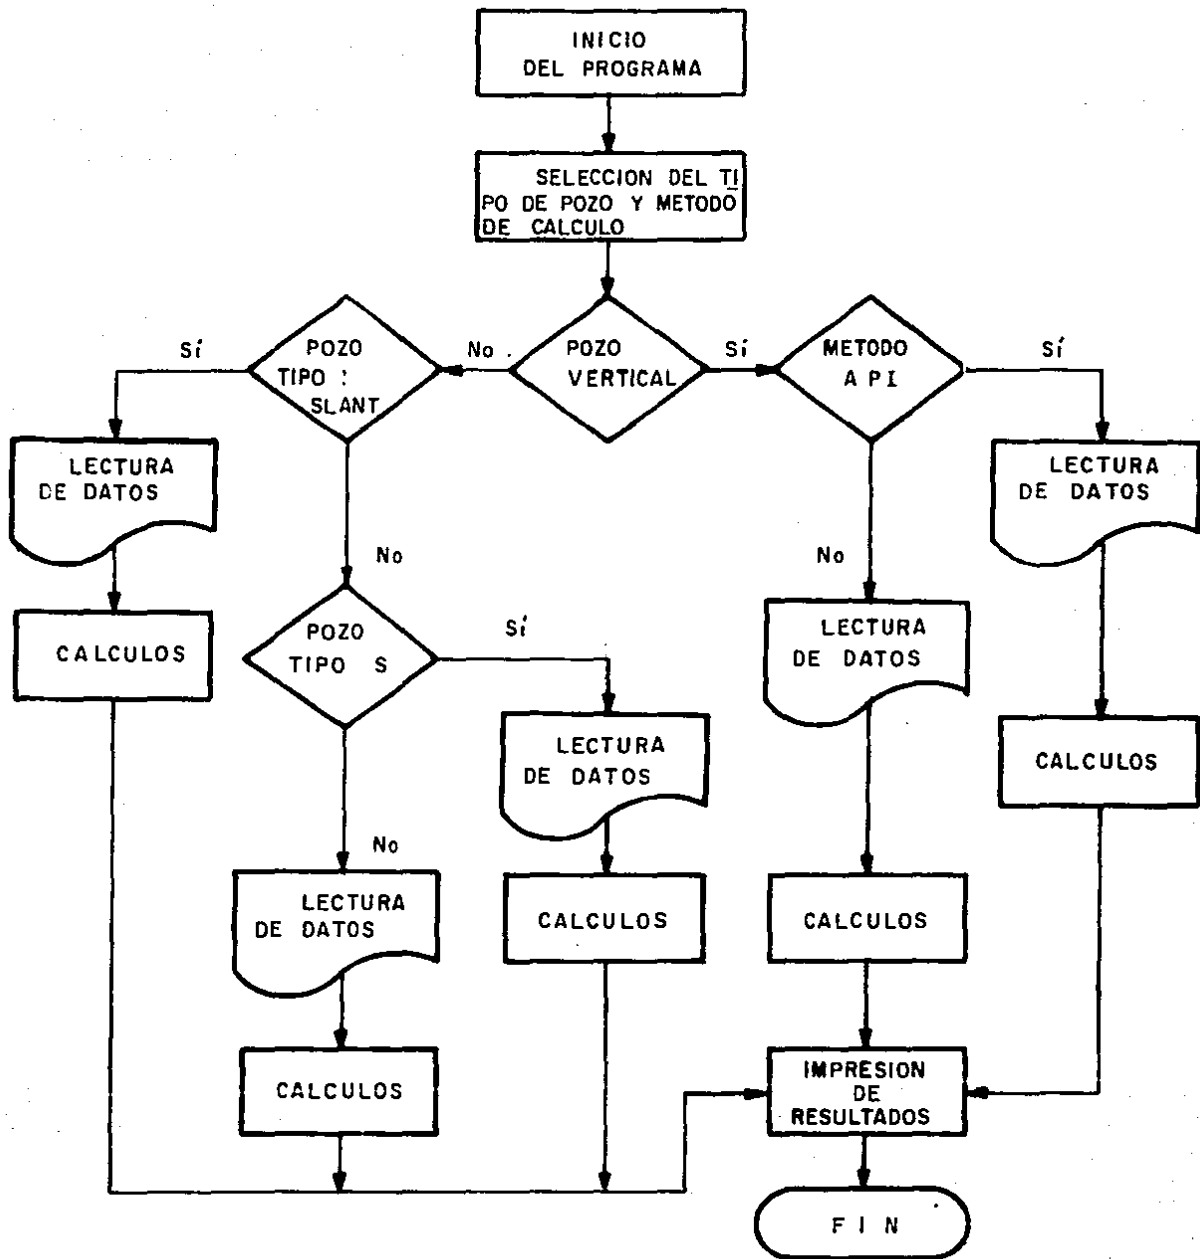 INICIO
DEL PROGRAMA
SELECCION DEL TI
PO DE POZO Y METODO
DE CALCULO
POZO
TIPO :
SLANT
Sí
No
POZO
VERTICAL
Sí
METODO
API
Sí
LECTURA
DE DATOS
LECTURA
DE DATOS
No
No
CALCULOS
POZO
TIPO S
Sí
LECTURA
DE DATOS
LECTURA
DE DATOS
CALCULOS
No
LECTURA
DE DATOS
CALCULOS
CALCULOS
CALCULOS
IMPRESION
DE
RESULTADOS
FIN